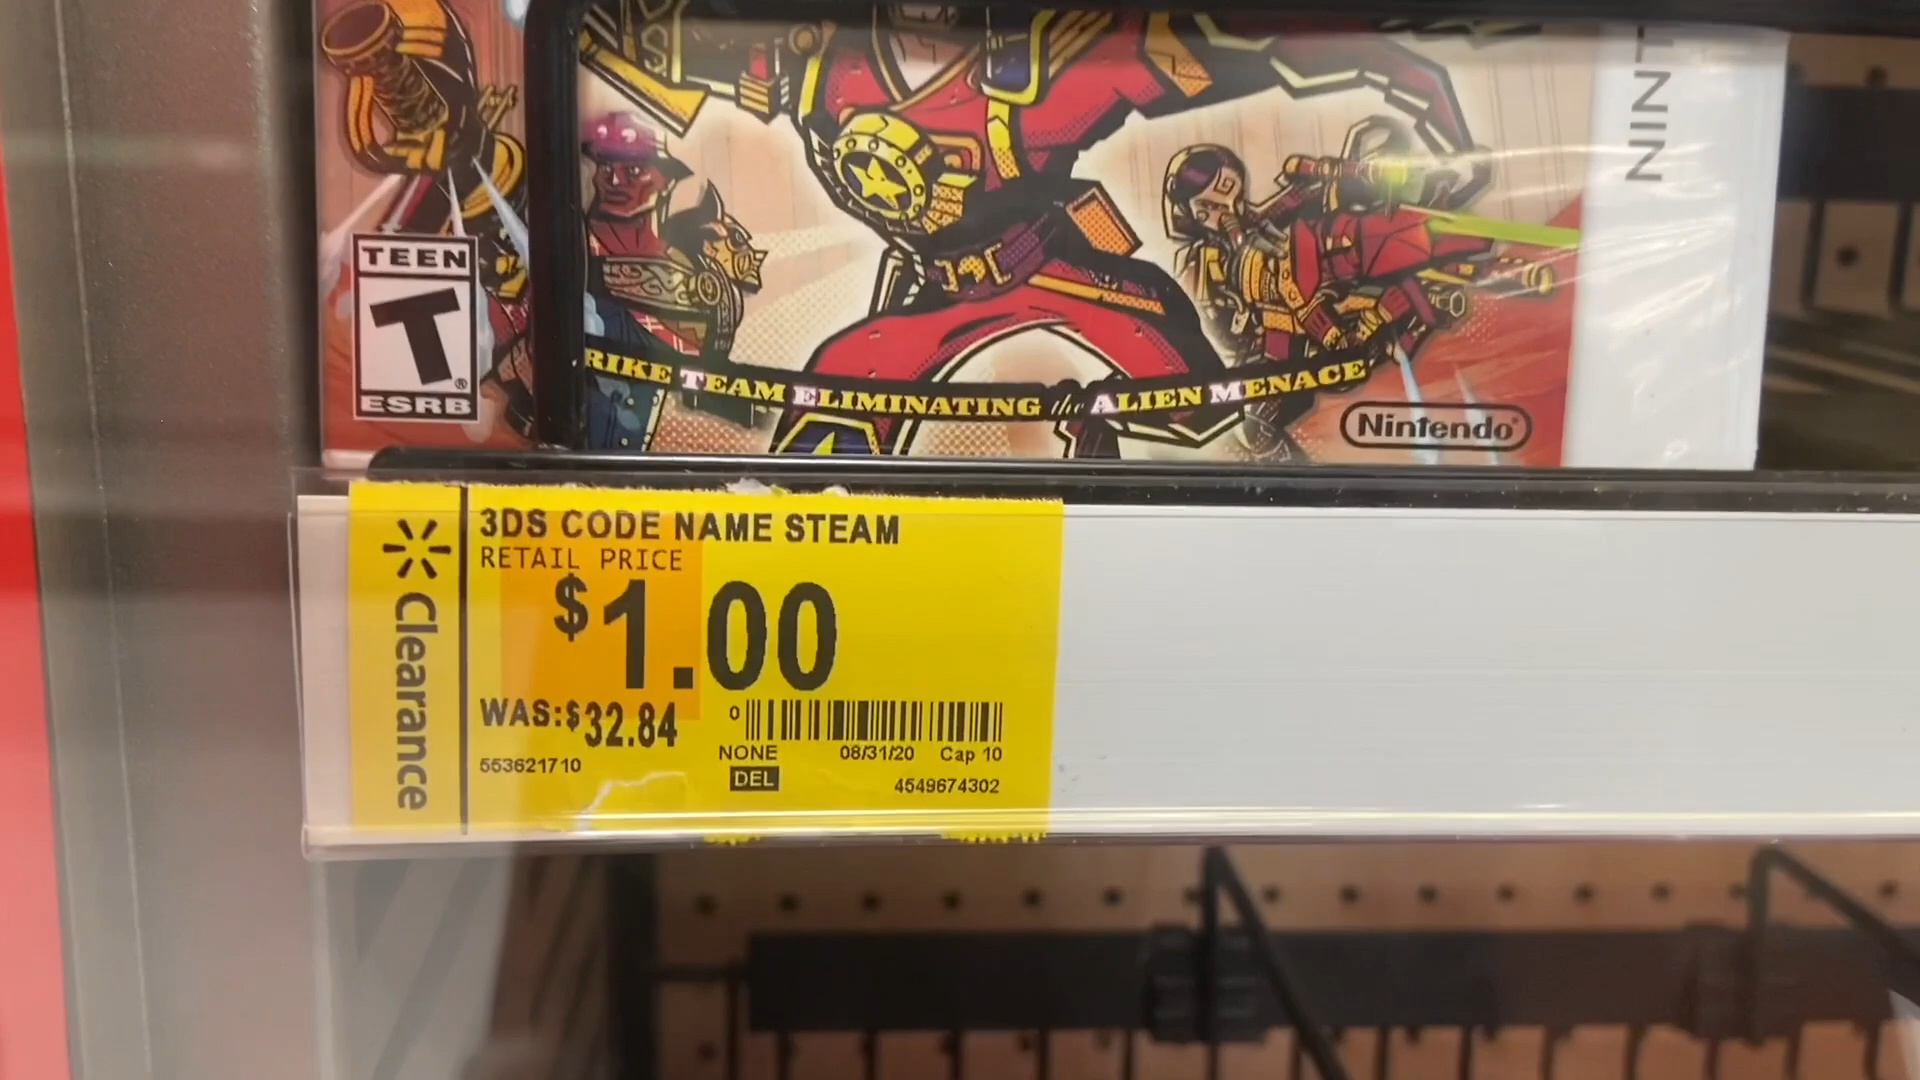 NINT
TEEN
T
ESRB
RIKE TEAM ELIMINATING the ALIEN MENACE
Nintendo
Clearance
3DS CODE NAME STEAM
RETAIL PRICE
$1.00
WAS:$32.84
0
NONE 08/31/20 Cap 10
553621710
DEL
4549674302